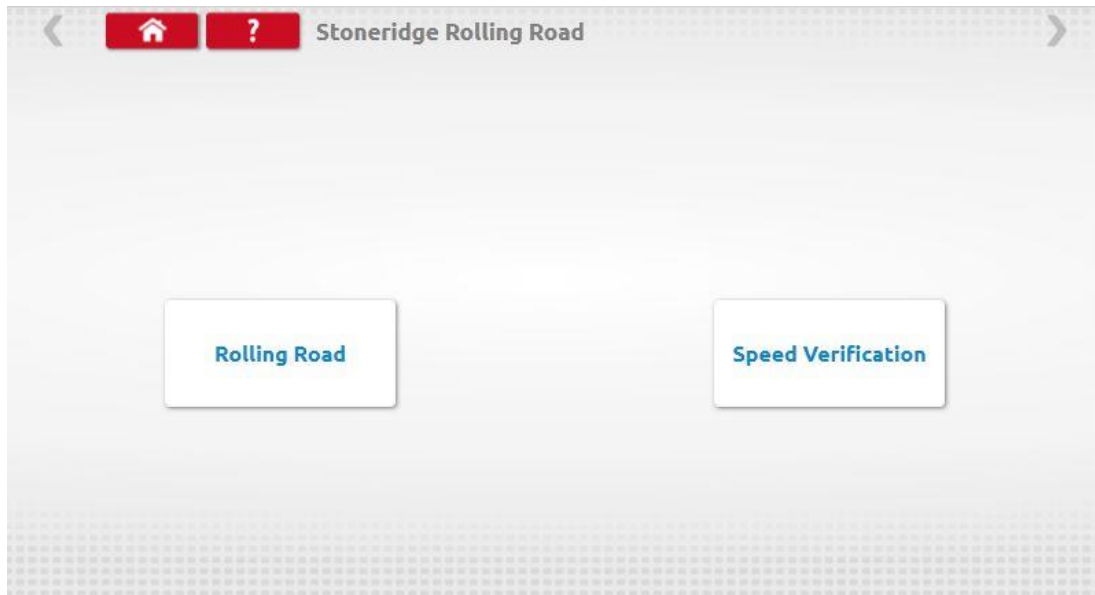 ? Stoneridge Rolling Road
Rolling Road
Speed Verification